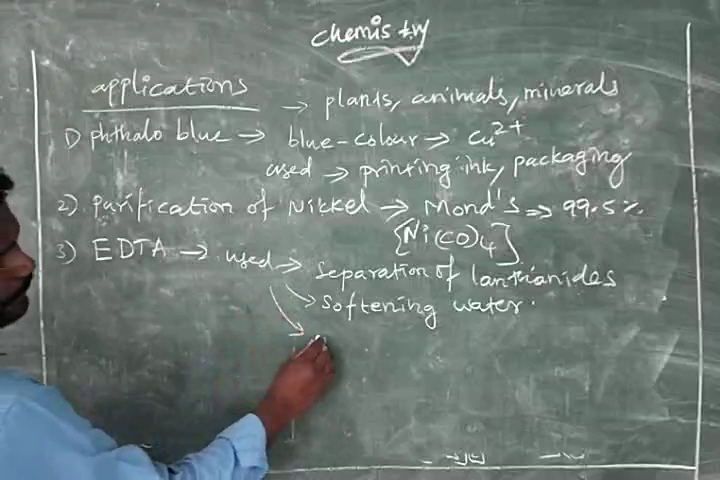 chemistry
applications → plants, animals, minerals
1) phthalo blue → blue-colour → Cu²⁺
used → printing ink, packaging
2). purification of Nikkel → Mond's ⇒ 99.5%
[Ni(CO)4]
3) EDTA → used → separation of lanthanides
→ softening water.